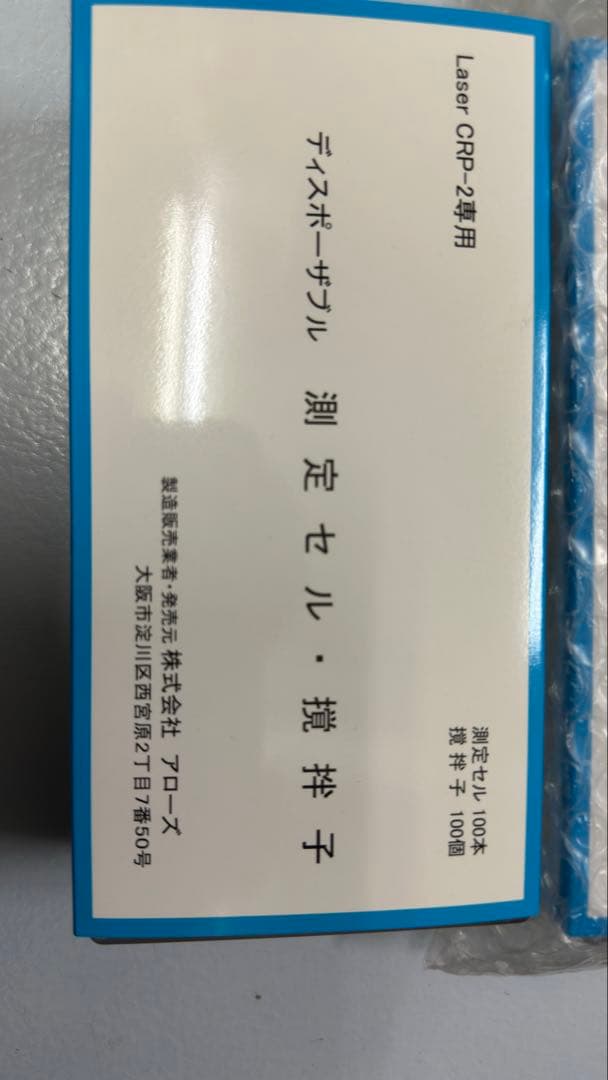 Laser CRP-2専用
測定セル 100本
撹拌子 100個
ディスポーザブル 測定セル・撹拌子
製造販売業者・発売元 株式会社 アローズ
大阪市淀川区西宮原2丁目7番50号